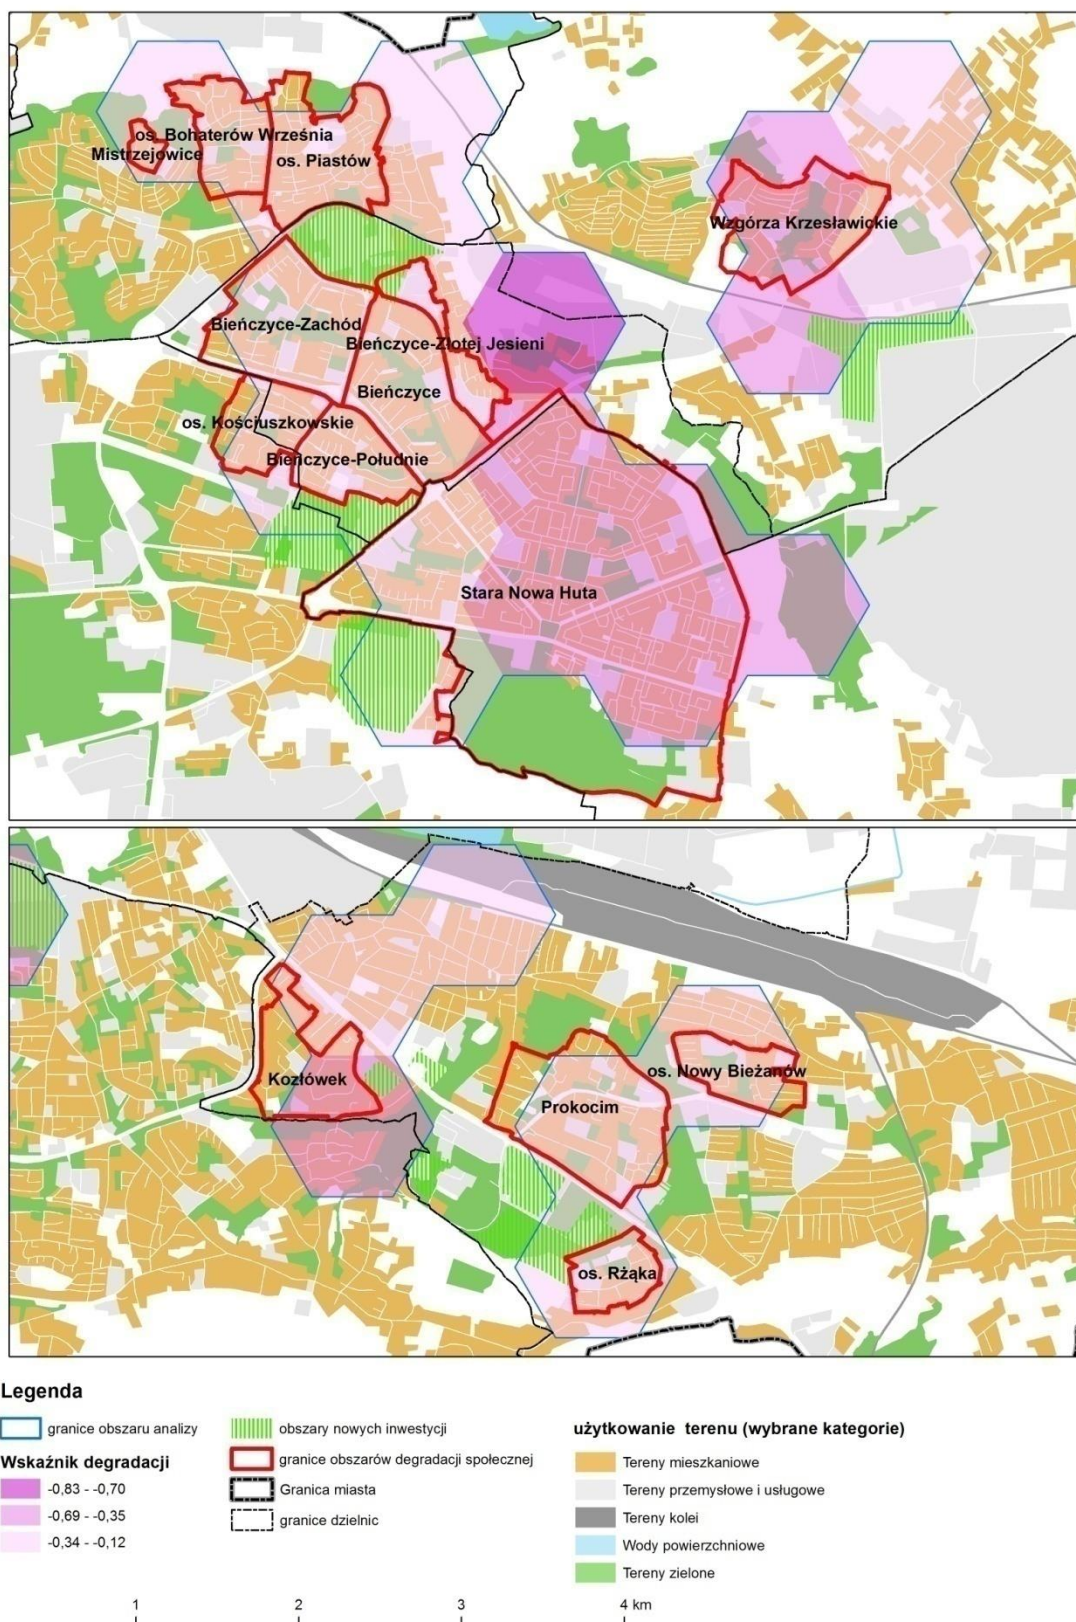 os. Bohaterów Września
Mistrzejowice
os. Piastów
Wzgórza Krzesławickie
Bieńczyce-Zachód
Bieńczyce-Złotej Jesieni
Bieńczyce
os. Kościuszkowskie
Bieńczyce-Południe
Stara Nowa Huta
Kozłówek
os. Nowy Bieżanów
Prokocim
os. Rżąka
Legenda
granice obszaru analizy
Wskaźnik degradacji
-0,83 - -0,70
-0,69 - -0,35
-0,34 - -0,12
obszary nowych inwestycji
granice obszarów degradacji społecznej
Granica miasta
granice dzielnic
użytkowanie terenu (wybrane kategorie)
Tereny mieszkaniowe
Tereny przemysłowe i usługowe
Tereny kolei
Wody powierzchniowe
Tereny zielone
1 2 3 4 km